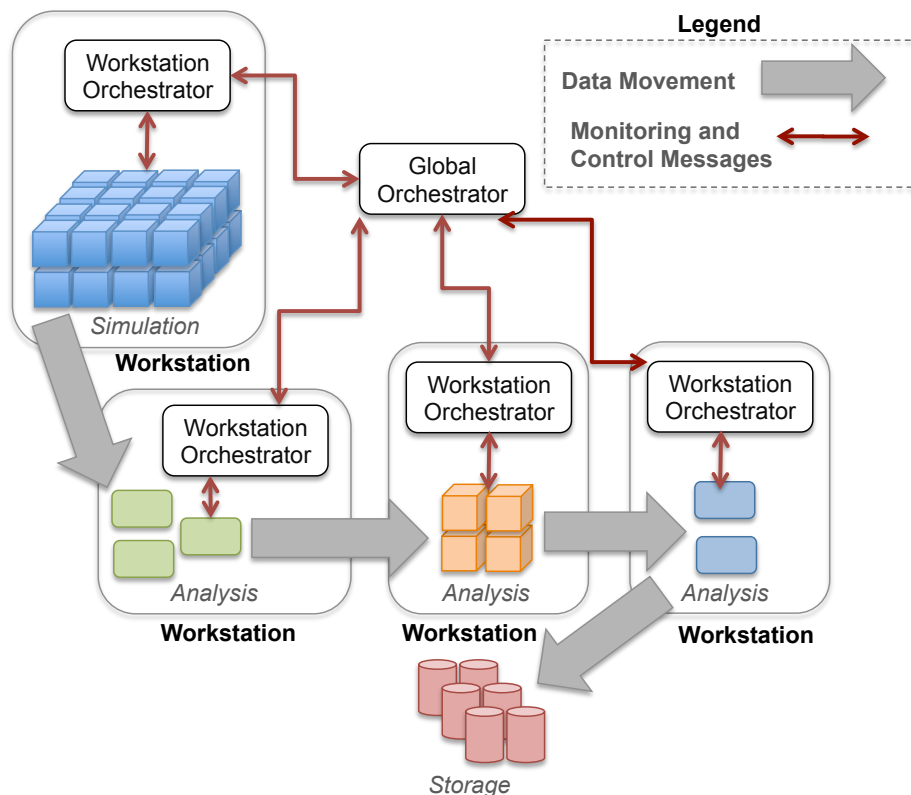 Legend
Workstation
Orchestrator
Data Movement
Monitoring and
Control Messages
Global
Orchestrator
Simulation
Workstation
Workstation
Orchestrator
Workstation
Orchestrator
Workstation
Orchestrator
Analysis
Analysis
Analysis
Workstation
Workstation
Workstation
Storage